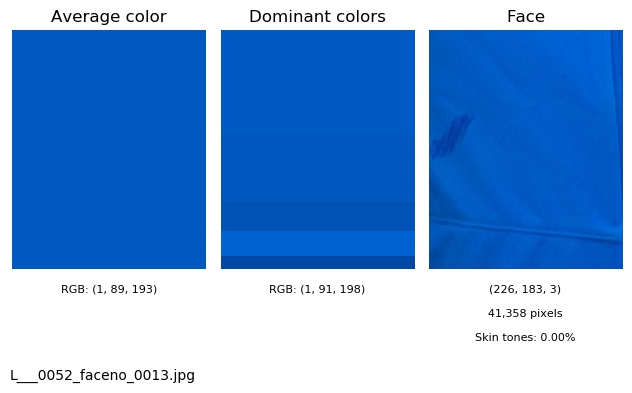 Average color
Dominant colors
Face
RGB: (1, 89, 193)
RGB: (1, 91, 198)
(226, 183, 3)
41,358 pixels
Skin tones: 0.00%
L___0052_faceno_0013.jpg